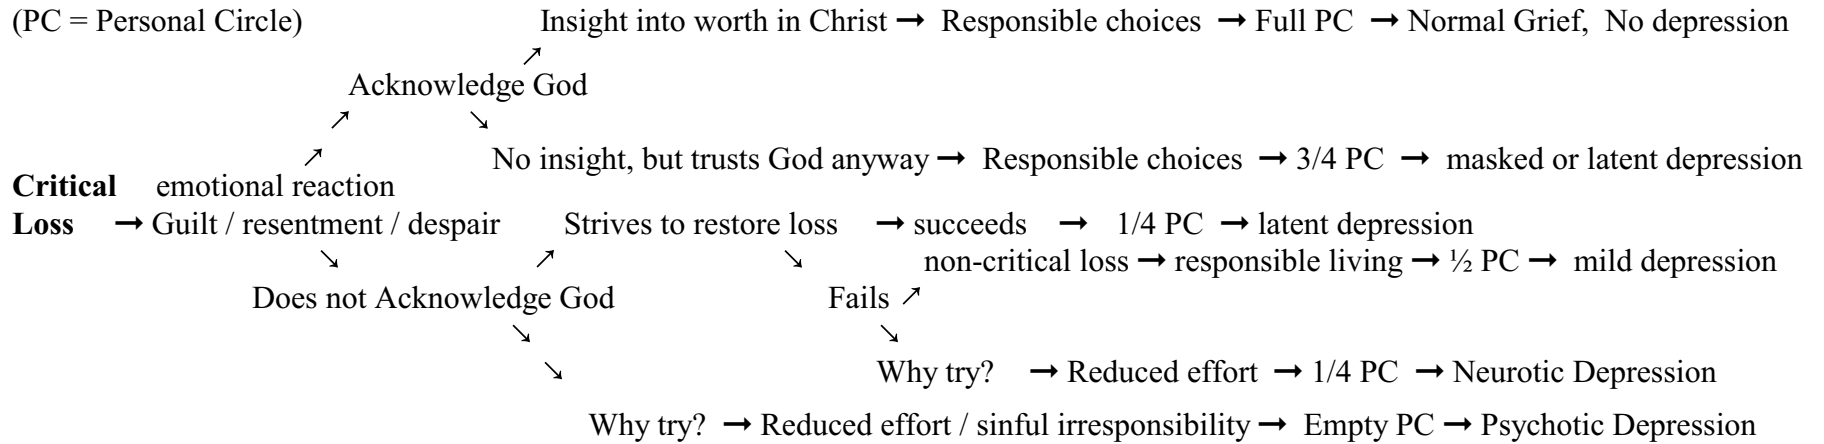 (PC = Personal Circle) Insight into worth in Christ → Responsible choices → Full PC → Normal Grief, No depression
↗
Acknowledge God
↗ ↘
↗
No insight, but trusts God anyway → Responsible choices → 3/4 PC → masked or latent depression
Critical emotional reaction
Loss → Guilt / resentment / despair Strives to restore loss → succeeds → 1/4 PC → latent depression
↘ ↗ ↘ non-critical loss → responsible living → ½ PC → mild depression
Does not Acknowledge God Fails ↗
↘ ↘
↘ Why try? → Reduced effort → 1/4 PC → Neurotic Depression
Why try? → Reduced effort / sinful irresponsibility → Empty PC → Psychotic Depression